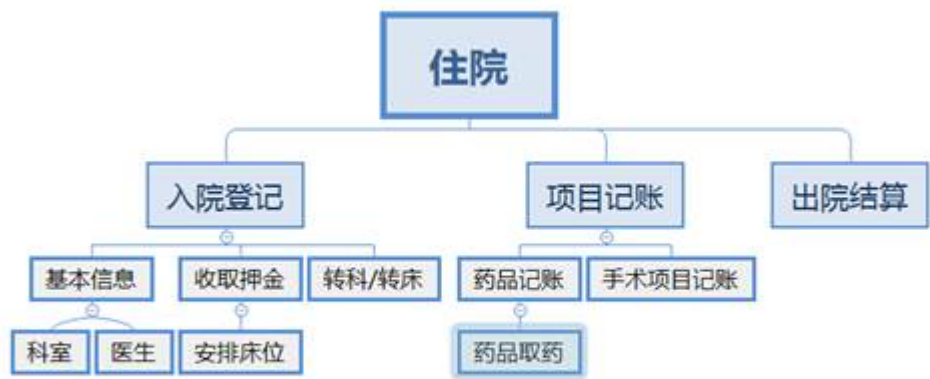 住院
入院登记
项目记账
出院结算
基本信息
收取押金
转科/转床
药品记账
手术项目记账
科室
医生
安排床位
药品取药